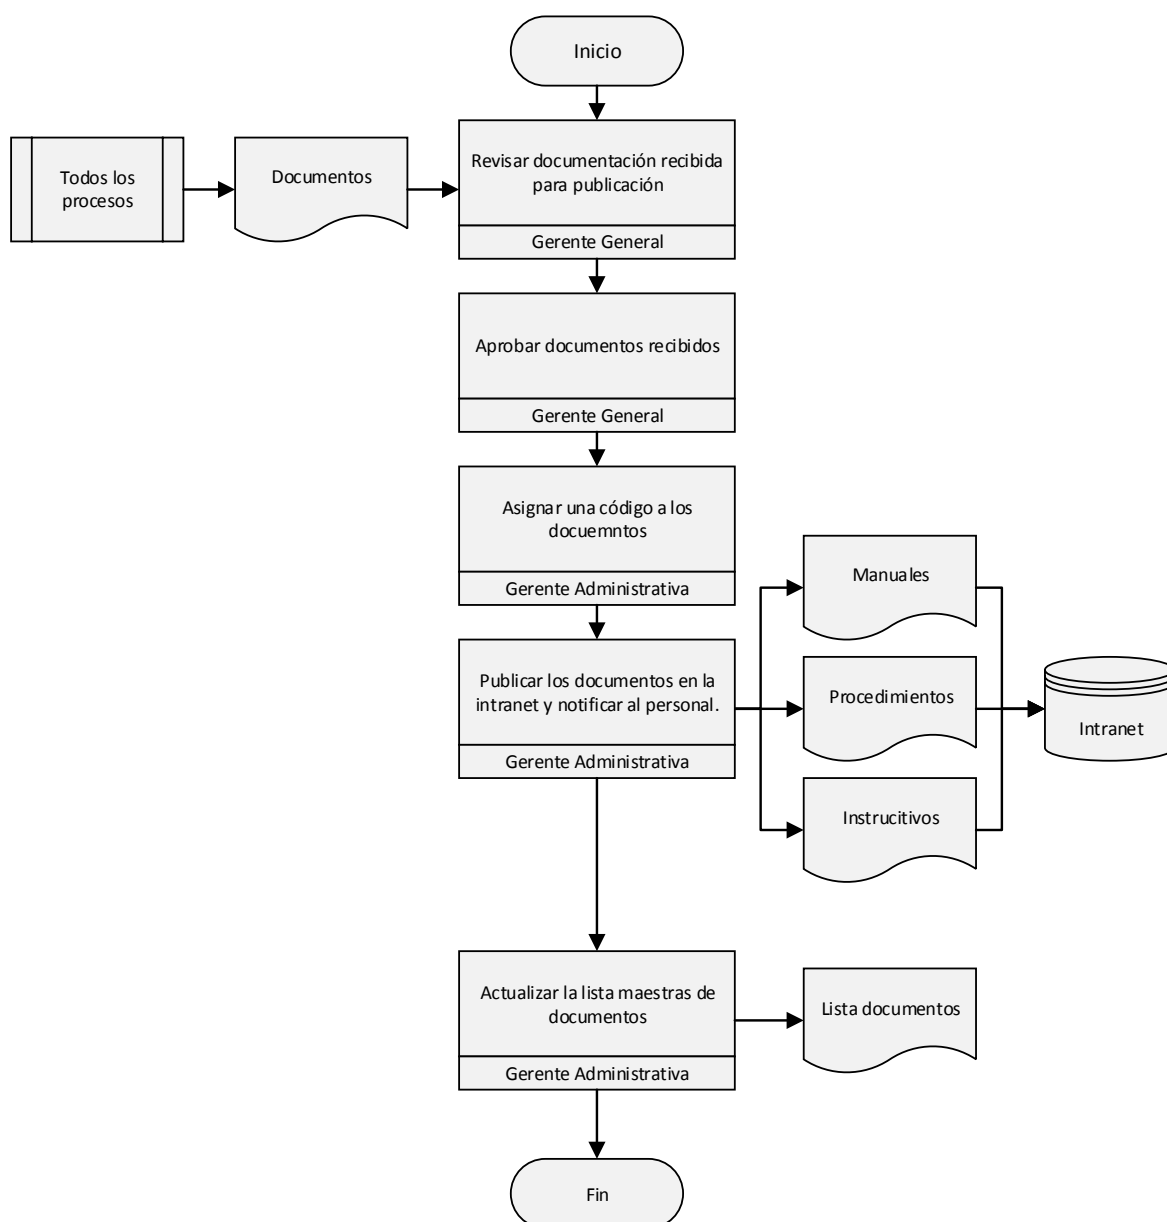 Inicio
Todos los
procesos
Documentos
Revisar documentación recibida
para publicación
Gerente General
Aprobar documentos recibidos
Gerente General
Asignar una código a los
docuemntos
Gerente Administrativa
Publicar los documentos en la
intranet y notificar al personal.
Gerente Administrativa
Manuales
Procedimientos
Instrucitivos
Intranet
Actualizar la lista maestras de
documentos
Gerente Administrativa
Lista documentos
Fin